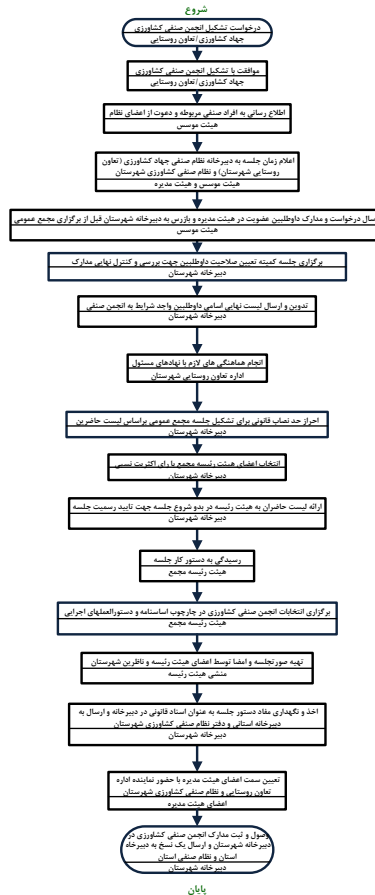 شروع
درخواست تشکیل انجمن صنفی کشاورزی
جهاد کشاورزی/تعاون روستایی
موافقت با تشکیل انجمن صنفی کشاورزی
جهاد کشاورزی/تعاون روستایی
اطلاع رسانی به افراد صنفی مربوطه و دعوت از اعضای نظام
هیئت موسس
اعلام زمان جلسه به دبیرخانه نظام صنفی جهاد کشاورزی (تعاون
روستایی شهرستان) و نظام صنفی کشاورزی شهرستان
هیئت موسس و هیئت مدیره
سال درخواست و مدارک داوطلبین عضویت در هیئت مدیره و بازرس به دبیرخانه شهرستان قبل از برگزاری مجمع عمومی
هیئت موسس
برگزاری جلسه کمیته تعیین صلاحیت داوطلبین جهت بررسی و کنترل نهایی مدارک
دبیرخانه شهرستان
تدوین و ارسال لیست نهایی اسامی داوطلبین واجد شرایط به انجمن صنفی
دبیرخانه شهرستان
انجام هماهنگی های لازم با نهادهای مسئول
اداره تعاون روستایی شهرستان
احراز حد نصاب قانونی برای تشکیل جلسه مجمع عمومی براساس لیست حاضرین
دبیرخانه شهرستان
انتخاب اعضای هیئت رئیسه مجمع با رای اکثریت نسبی
دبیرخانه شهرستان
ارائه لیست حاضران به هیئت رئیسه در بدو شروع جلسه جهت تایید رسمیت جلسه
دبیرخانه شهرستان
رسیدگی به دستور کار جلسه
هیئت رئیسه مجمع
برگزاری انتخابات انجمن صنفی کشاورزی در چارچوب اساسنامه و دستورالعملهای اجرایی
هیئت رئیسه مجمع
تهیه صورتجلسه و امضا توسط اعضای هیئت رئیسه و ناظرین شهرستان
منشی هیئت رئیسه
اخذ و نگهداری مفاد دستور جلسه به عنوان اسناد قانونی در دبیرخانه و ارسال به
دبیرخانه استانی و دفتر نظام صنفی کشاورزی شهرستان
دبیرخانه شهرستان
تعیین سمت اعضای هیئت مدیره با حضور نماینده اداره
تعاون روستایی و نظام صنفی کشاورزی شهرستان
اعضای هیئت مدیره
وصول و ثبت مدارک انجمن صنفی کشاورزی در
دبیرخانه شهرستان و ارسال یک نسخ به دبیرخاه
استان و نظام صنفی استان
دبیرخانه شهرستان
پایان